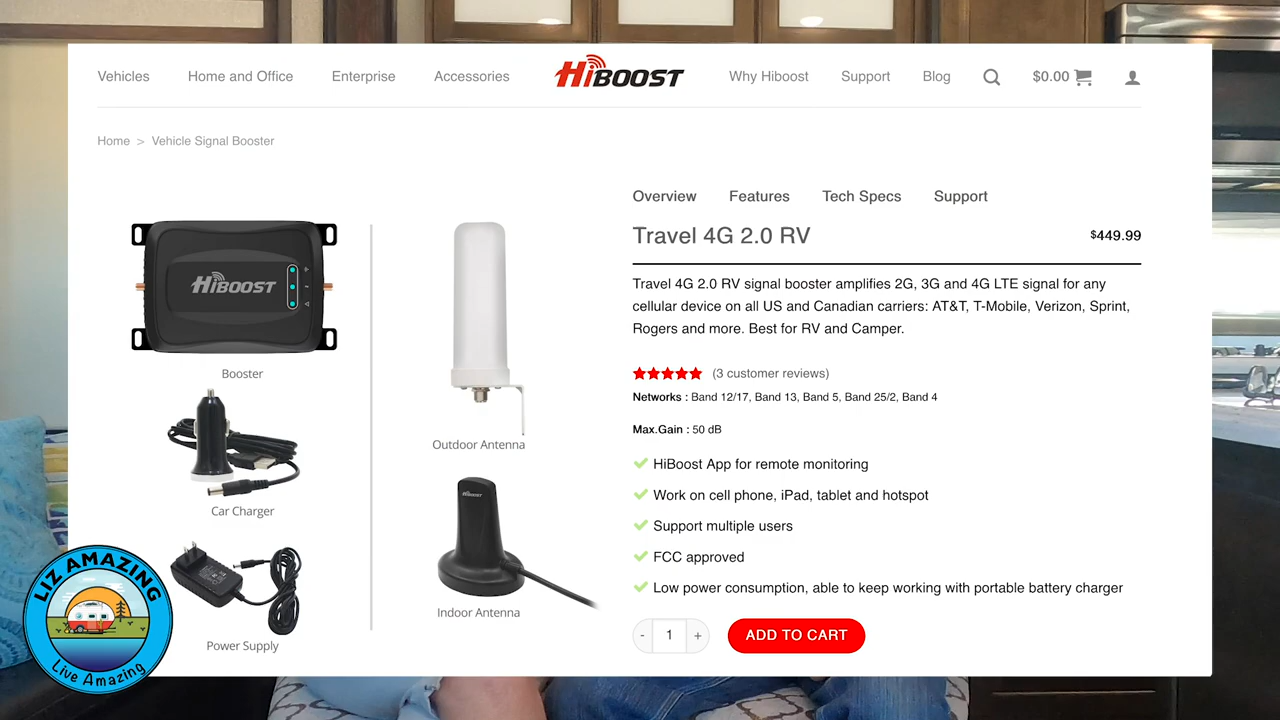 Vehicles Home and Office Enterprise Accessories HiBOOST Why Hiboost Support Blog $0.00
Home > Vehicle Signal Booster
Overview Features Tech Specs Support
Travel 4G 2.0 RV $449.99
Travel 4G 2.0 RV signal booster amplifies 2G, 3G and 4G LTE signal for any
cellular device on all US and Canadian carriers: AT&T, T-Mobile, Verizon, Sprint,
Rogers and more. Best for RV and Camper.
(3 customer reviews)
Networks : Band 12/17, Band 13, Band 5, Band 25/2, Band 4
Max.Gain : 50 dB
HiBoost App for remote monitoring
Work on cell phone, iPad, tablet and hotspot
Support multiple users
FCC approved
Low power consumption, able to keep working with portable battery charger
- 1 + ADD TO CART
HiBOOST
Booster
Car Charger
Power Supply
Outdoor Antenna
HiBOOST
Indoor Antenna
LIZ AMAZING
Live Amazing